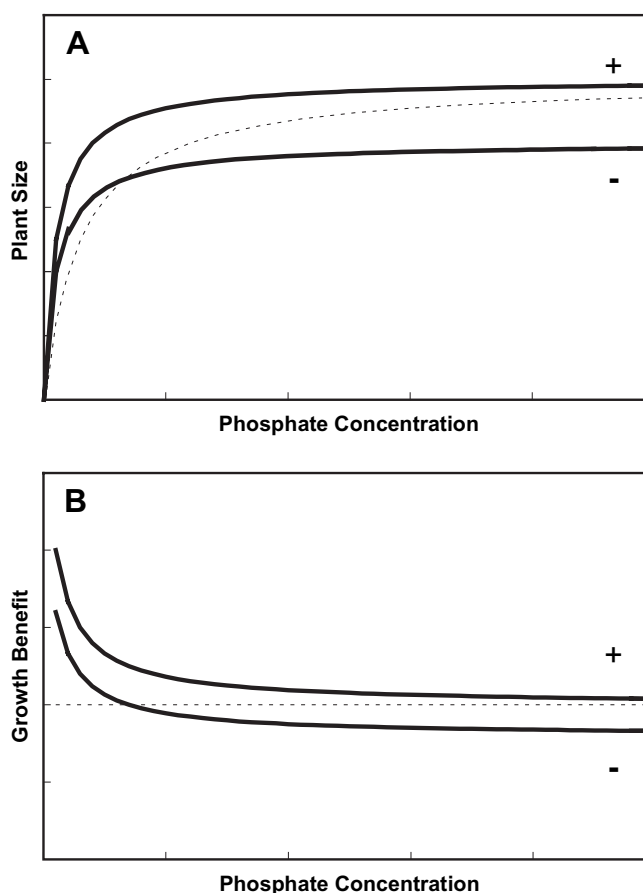 A
+
-
Plant Size
Phosphate Concentration
B
+
-
Growth Benefit
Phosphate Concentration